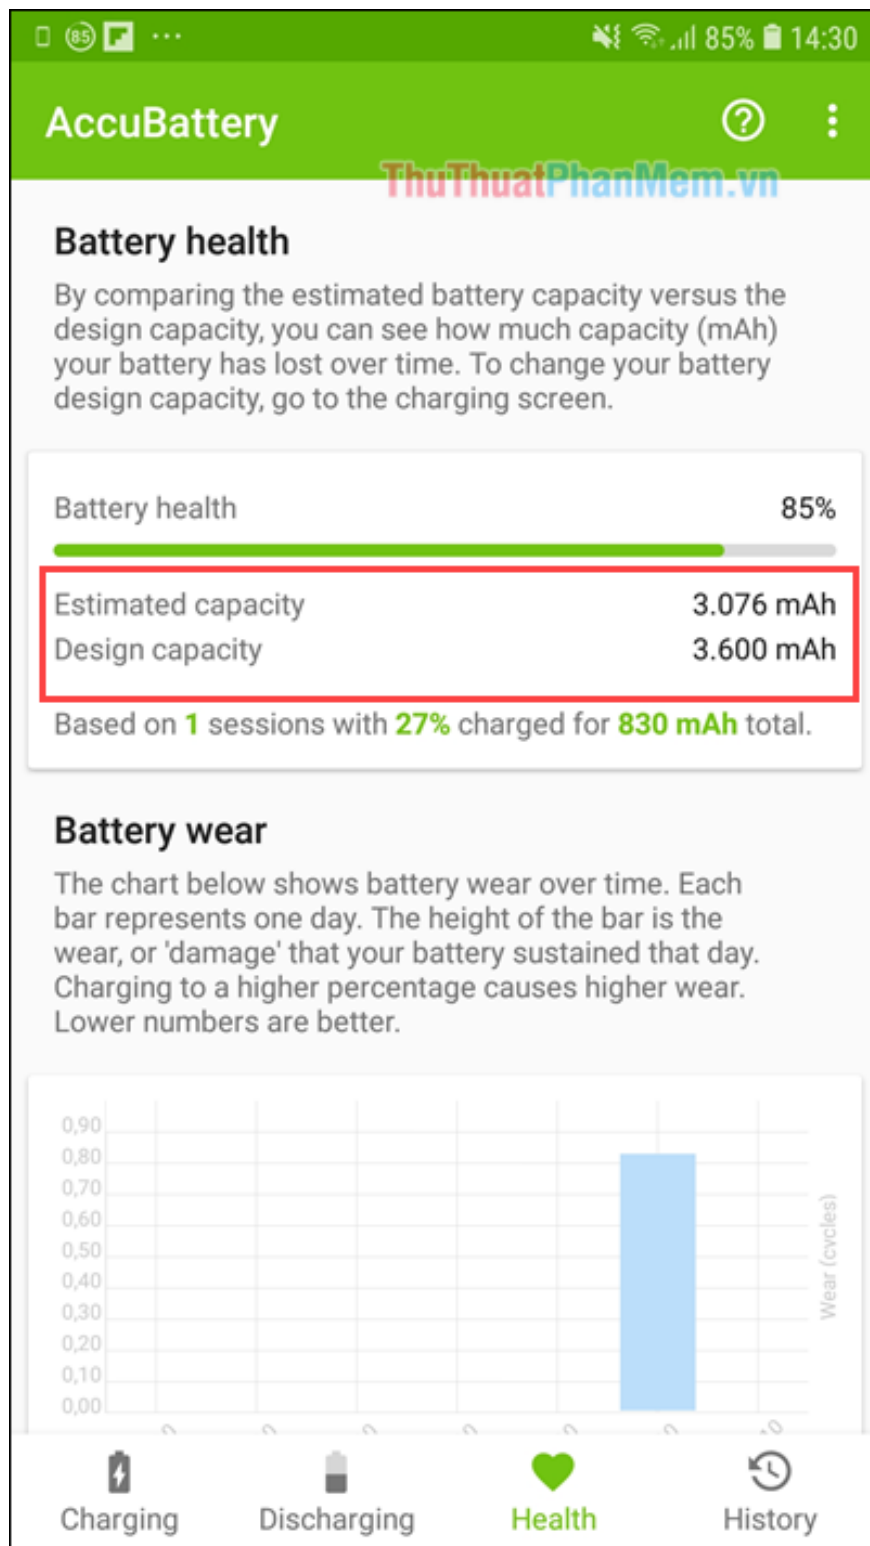 85 85% 14:30
AccuBattery
ThuThuatPhanMem.vn
Battery health
By comparing the estimated battery capacity versus the
design capacity, you can see how much capacity (mAh)
your battery has lost over time. To change your battery
design capacity, go to the charging screen.
Battery health 85%
Estimated capacity 3.076 mAh
Design capacity 3.600 mAh
Based on 1 sessions with 27% charged for 830 mAh total.
Battery wear
The chart below shows battery wear over time. Each
bar represents one day. The height of the bar is the
wear, or 'damage' that your battery sustained that day.
Charging to a higher percentage causes higher wear.
Lower numbers are better.
0,90
0,80
0,70
0,60
0,50
0,40
0,30
0,20
0,10
0,00
Wear (cycles)
Charging Discharging Health History